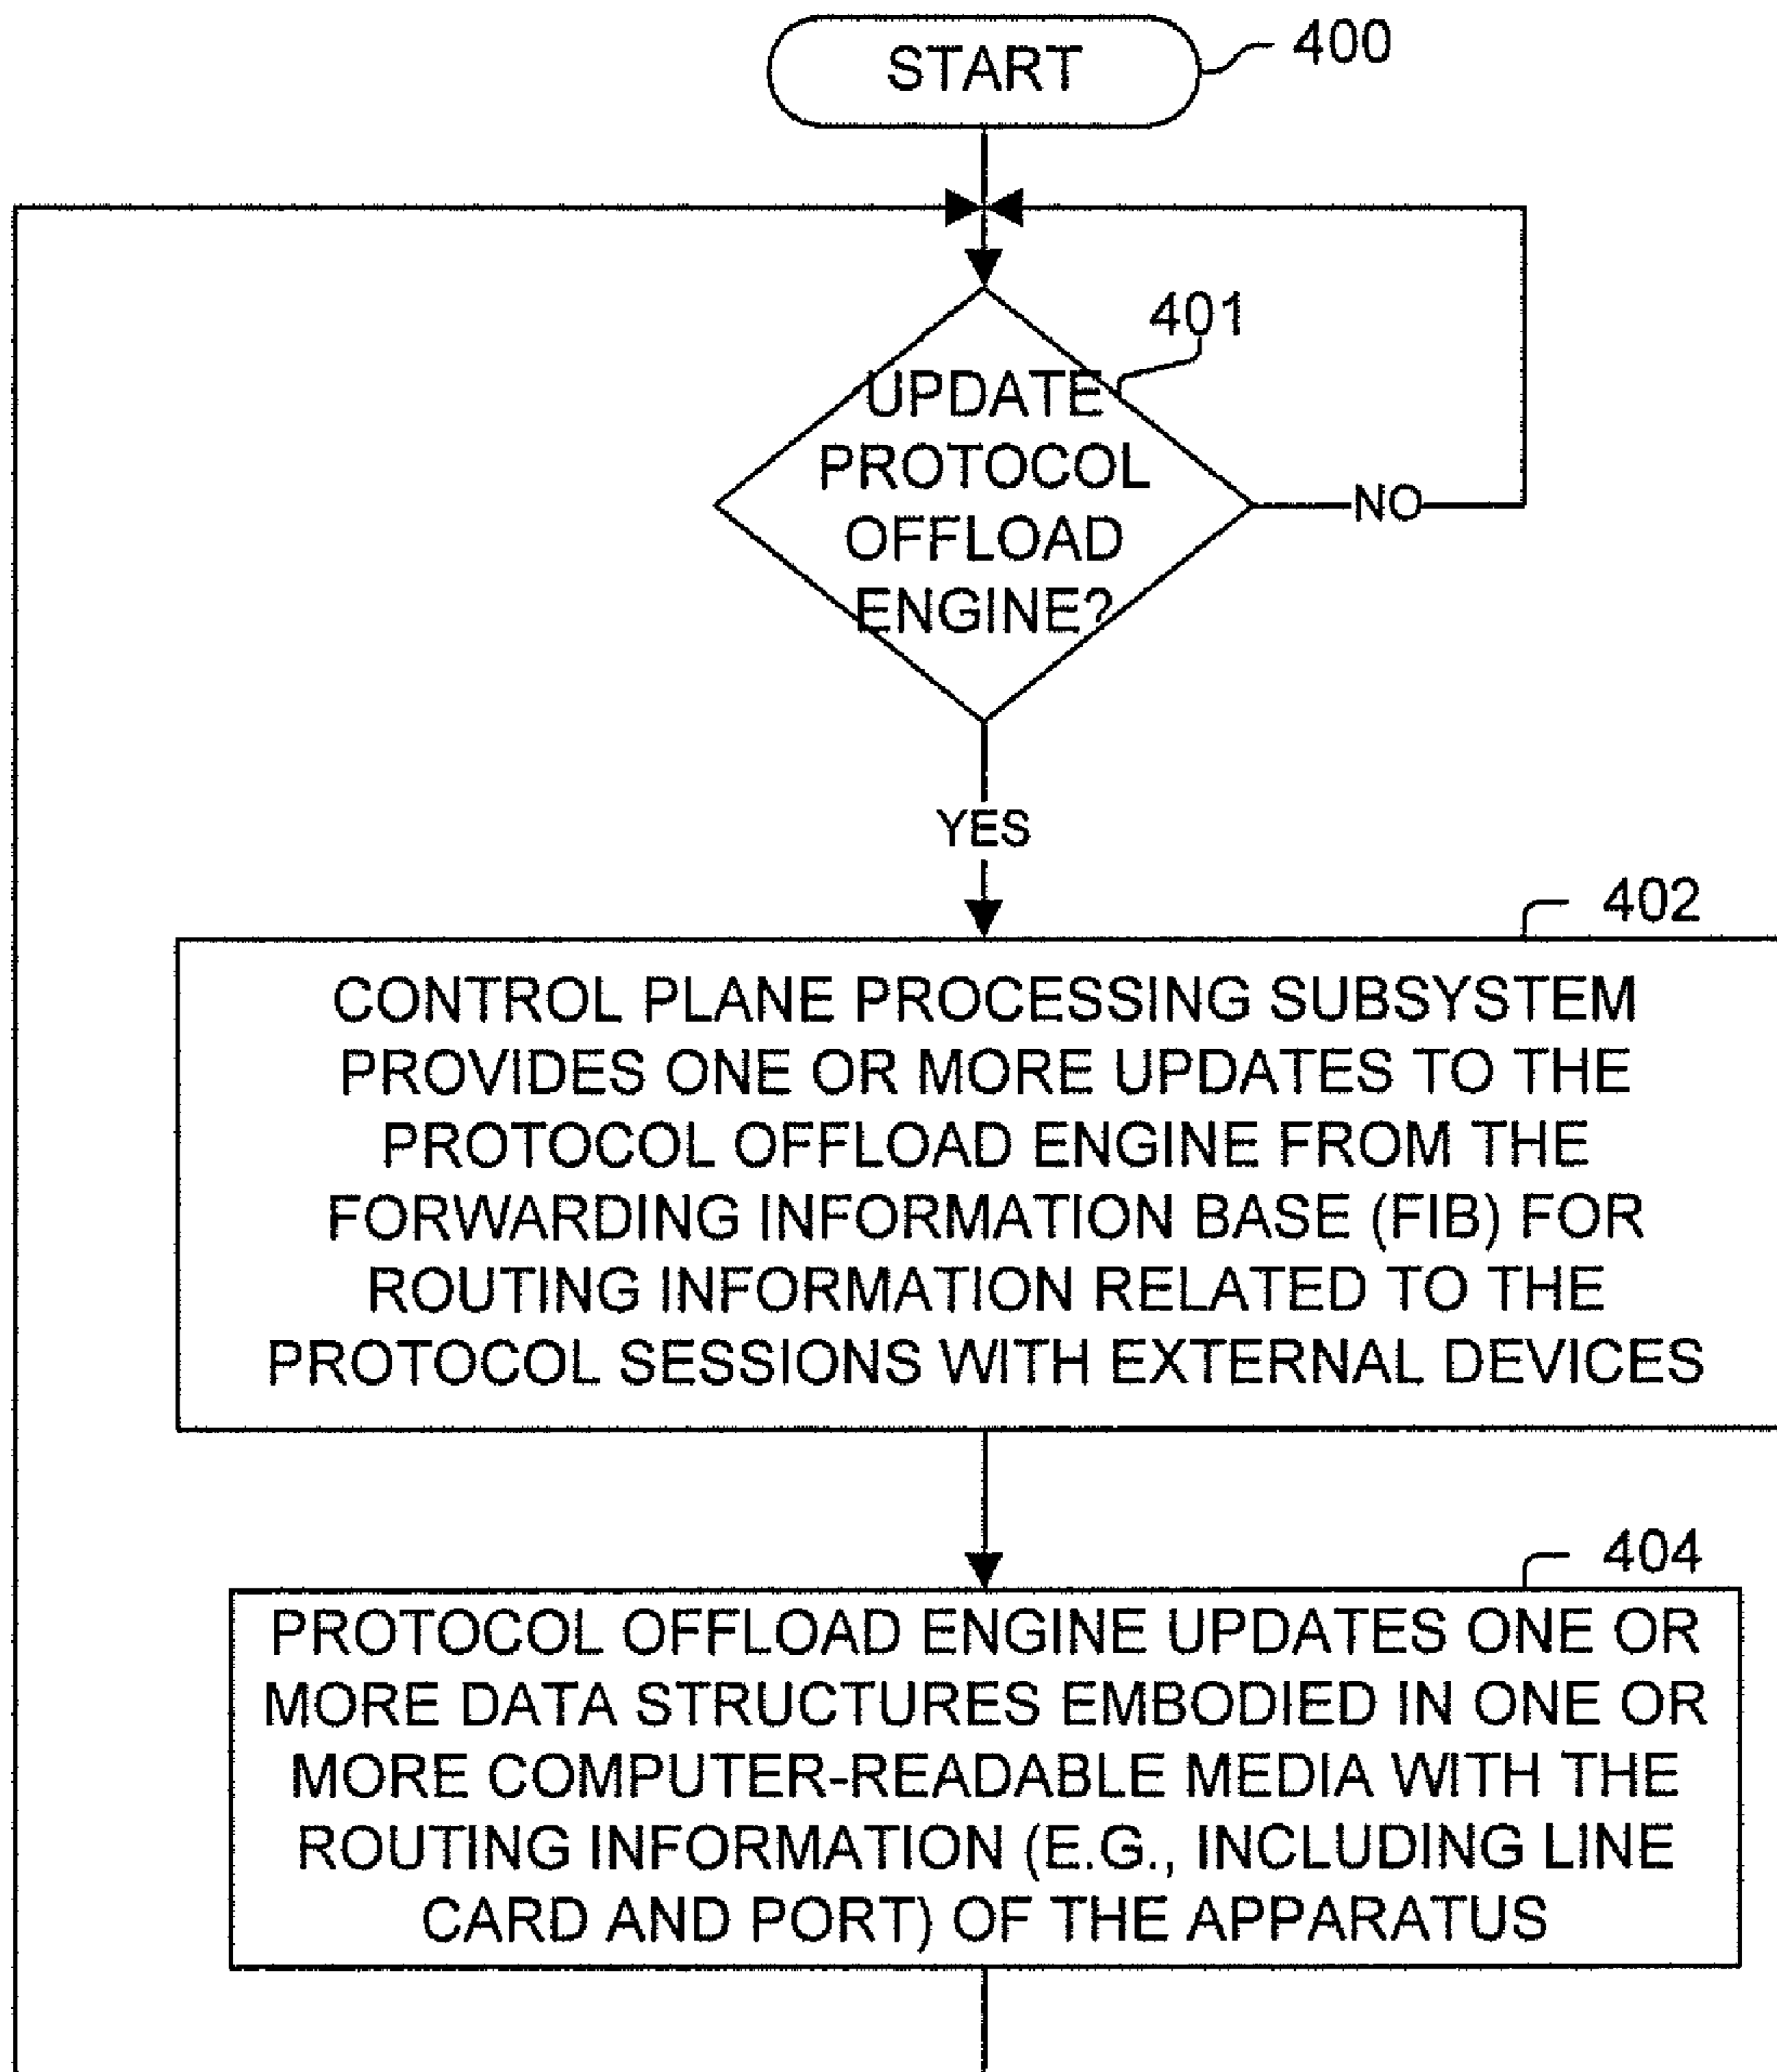 START
400
401
UPDATE
PROTOCOL
OFFLOAD
ENGINE?
NO
YES
402
CONTROL PLANE PROCESSING SUBSYSTEM
PROVIDES ONE OR MORE UPDATES TO THE
PROTOCOL OFFLOAD ENGINE FROM THE
FORWARDING INFORMATION BASE (FIB) FOR
ROUTING INFORMATION RELATED TO THE
PROTOCOL SESSIONS WITH EXTERNAL DEVICES
404
PROTOCOL OFFLOAD ENGINE UPDATES ONE OR
MORE DATA STRUCTURES EMBODIED IN ONE OR
MORE COMPUTER-READABLE MEDIA WITH THE
ROUTING INFORMATION (E.G., INCLUDING LINE
CARD AND PORT) OF THE APPARATUS